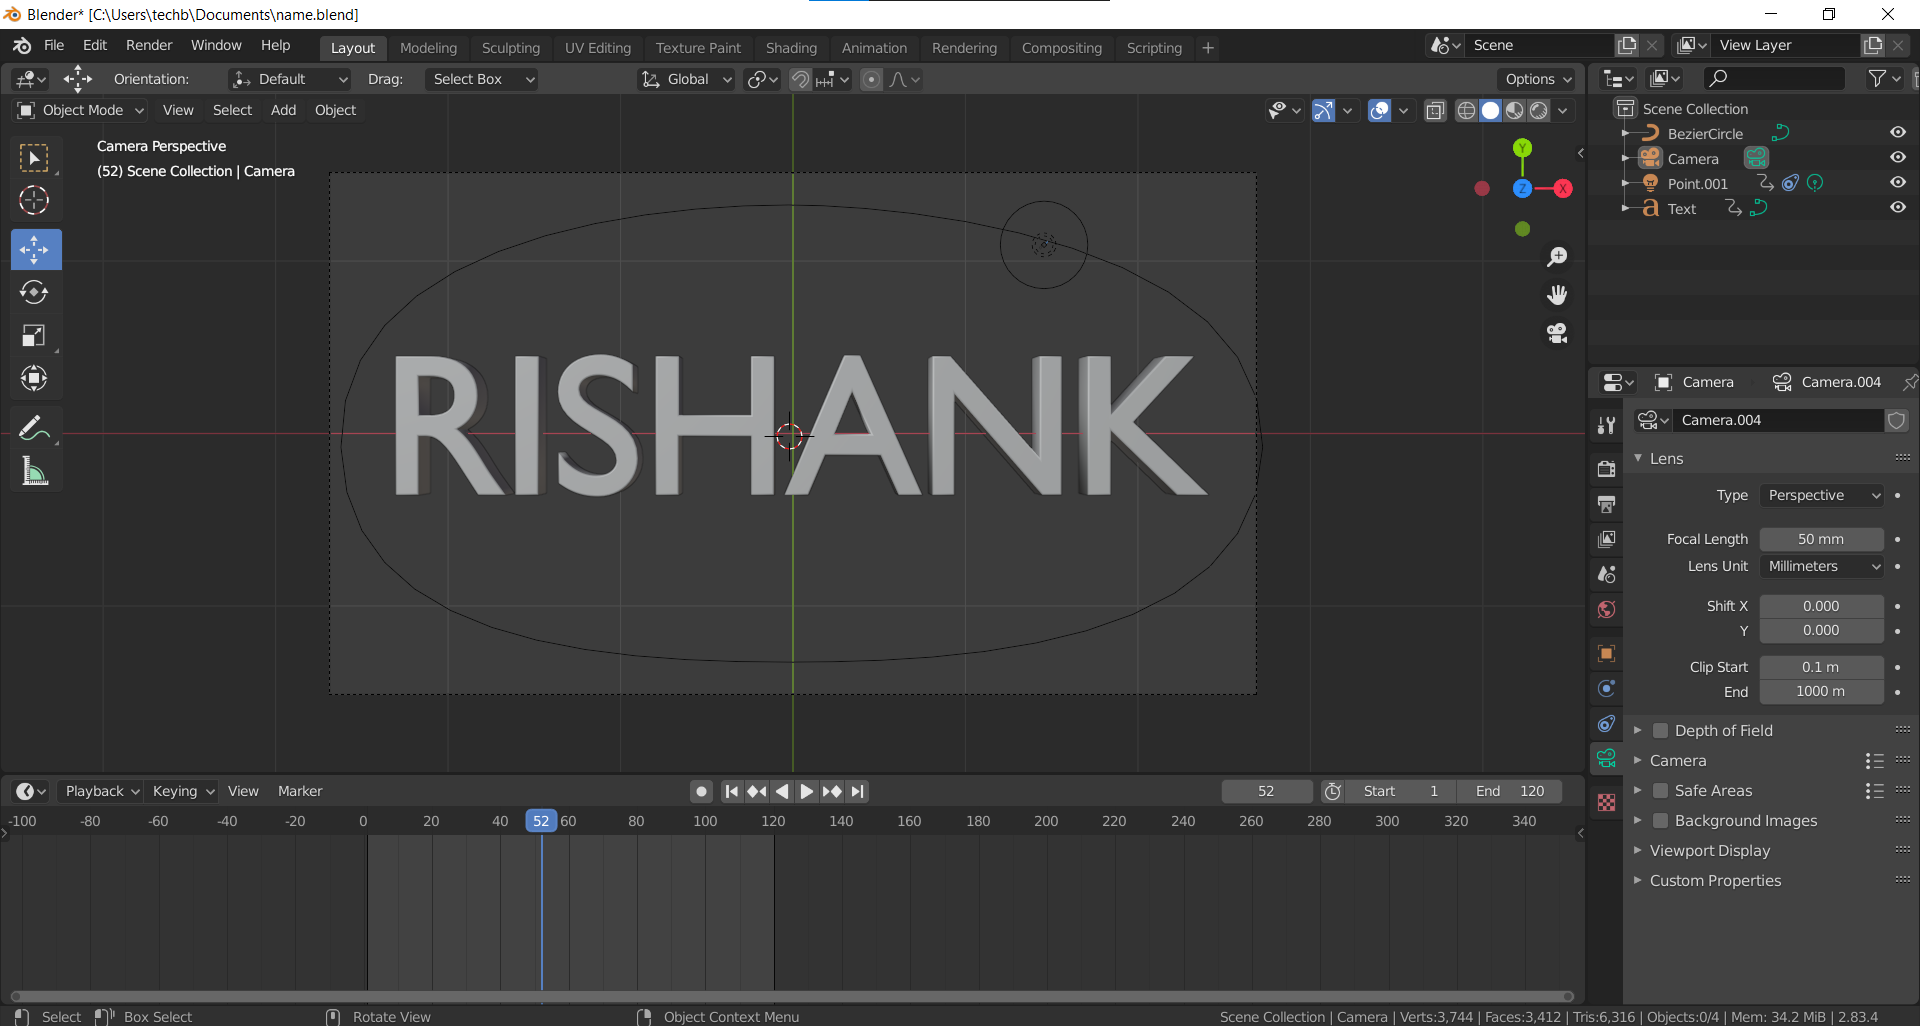 Blender* [C:\Users\techb\Documents\name.blend]
File Edit Render Window Help Layout Modeling Sculpting UV Editing Texture Paint Shading Animation Rendering Compositing Scripting + Scene View Layer
Orientation: Default Drag: Select Box Global Options
Object Mode View Select Add Object
Camera Perspective
(52) Scene Collection | Camera
Y
Z
X
RISHANK
Scene Collection
BezierCircle
Camera
Point.001
Text
Camera Camera.004
Camera.004
Lens
Type Perspective
Focal Length 50 mm
Lens Unit Millimeters
Shift X 0.000
Y 0.000
Clip Start 0.1 m
End 1000 m
Depth of Field
Camera
Safe Areas
Background Images
Viewport Display
Custom Properties
Playback Keying View Marker 52 Start 1 End 120
-100 -80 -60 -40 -20 0 20 40 52 60 80 100 120 140 160 180 200 220 240 260 280 300 320 340
Select Box Select Rotate View Object Context Menu Scene Collection | Camera | Verts:3,744 | Faces:3,412 | Tris:6,316 | Objects:0/4 | Mem: 34.2 MiB | 2.83.4